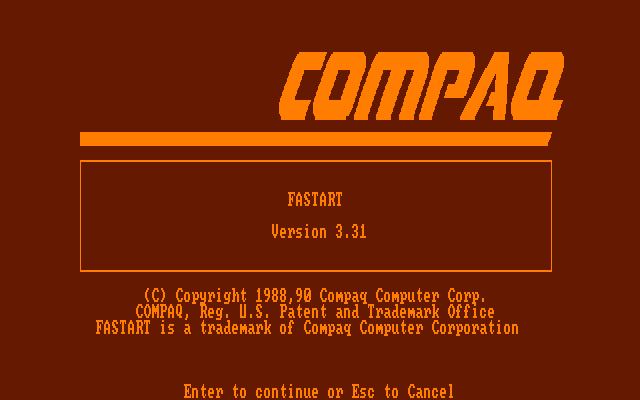 COMPAQ
FASTART
Version 3.31
(C) Copyright 1988,90 Compaq Computer Corp.
COMPAQ, Reg. U.S. Patent and Trademark Office
FASTART is a trademark of Compaq Computer Corporation
Enter to continue or Esc to Cancel